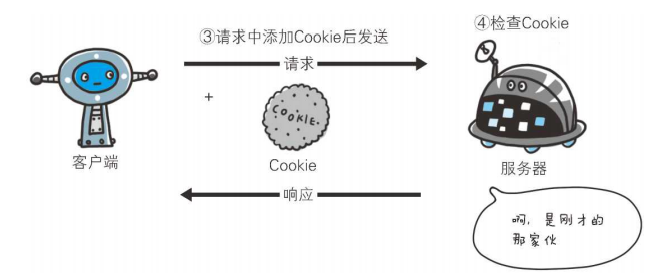 ③请求中添加Cookie后发送
④检查Cookie
请求
+
COOKIE
客户端
Cookie
服务器
响应
啊，是刚才的
那家伙